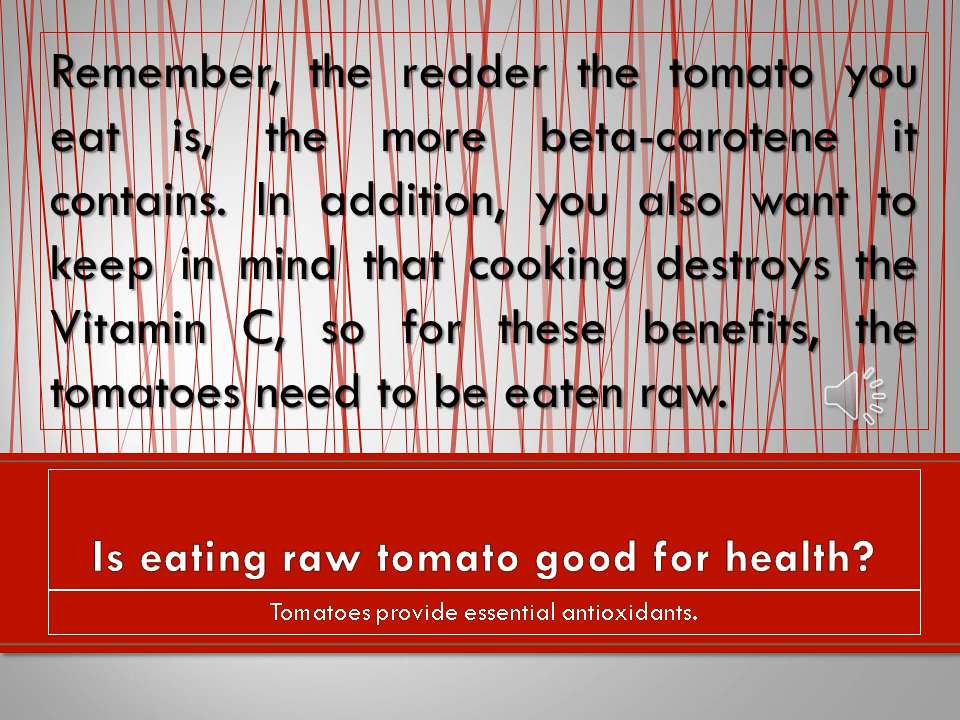 Remember, the redder the tomato you
eat is, the more beta-carotene it
contains. In addition, you also want to
keep in mind that cooking destroys the
Vitamin C, so for these benefits, the
tomatoes need to be eaten raw.
Is eating raw tomato good for health?
Tomatoes provide essential antioxidants.